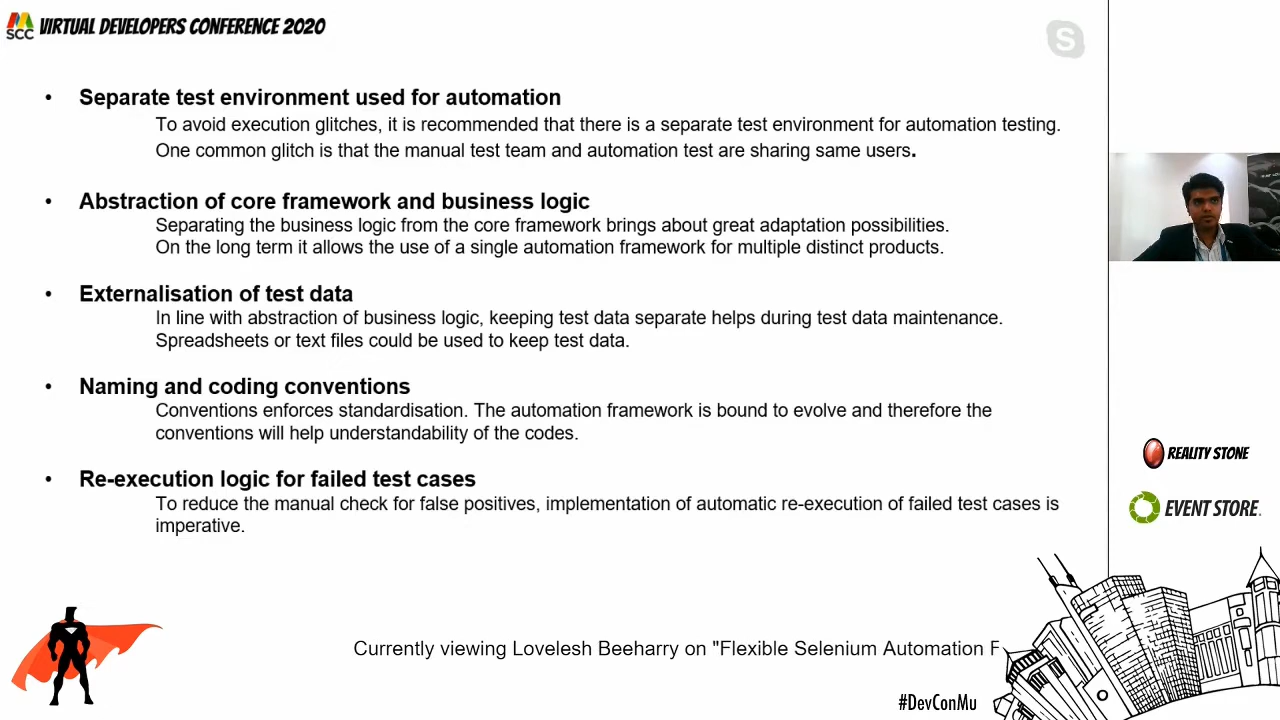 MSCC
VIRTUAL DEVELOPERS CONFERENCE 2020
S
• Separate test environment used for automation
To avoid execution glitches, it is recommended that there is a separate test environment for automation testing.
One common glitch is that the manual test team and automation test are sharing same users.
• Abstraction of core framework and business logic
Separating the business logic from the core framework brings about great adaptation possibilities.
On the long term it allows the use of a single automation framework for multiple distinct products.
• Externalisation of test data
In line with abstraction of business logic, keeping test data separate helps during test data maintenance.
Spreadsheets or text files could be used to keep test data.
• Naming and coding conventions
Conventions enforces standardisation. The automation framework is bound to evolve and therefore the
conventions will help understandability of the codes.
• Re-execution logic for failed test cases
To reduce the manual check for false positives, implementation of automatic re-execution of failed test cases is
imperative.
REALITY STONE
EVENT STORE.
Currently viewing Lovelesh Beeharry on "Flexible Selenium Automation F
#DevConMu